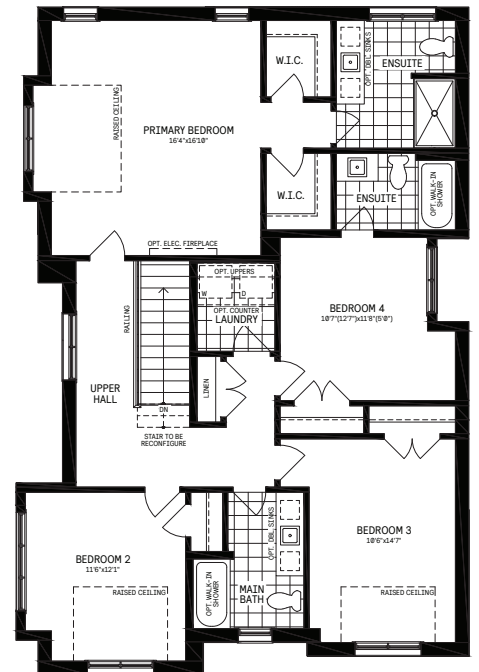 W.I.C.
OPT. DBL SINKS
ENSUITE
RAISED CEILING
PRIMARY BEDROOM
16'4"x16'10"
W.I.C.
ENSUITE
OPT. WALK-IN
SHOWER
OPT. ELEC. FIREPLACE
OPT. UPPERS
W
D
OPT. COUNTER
LAUNDRY
RAILING
BEDROOM 4
10'7"(12'7")x11'8"(5'0")
UPPER
HALL
LINEN
DN
STAIR TO BE
RECONFIGURE
OPT. DBL SINKS
BEDROOM 3
10'6"x14'7"
BEDROOM 2
11'6"x12'1"
RAISED CEILING
OPT. WALK-IN
SHOWER
MAIN
BATH
RAISED CEILING